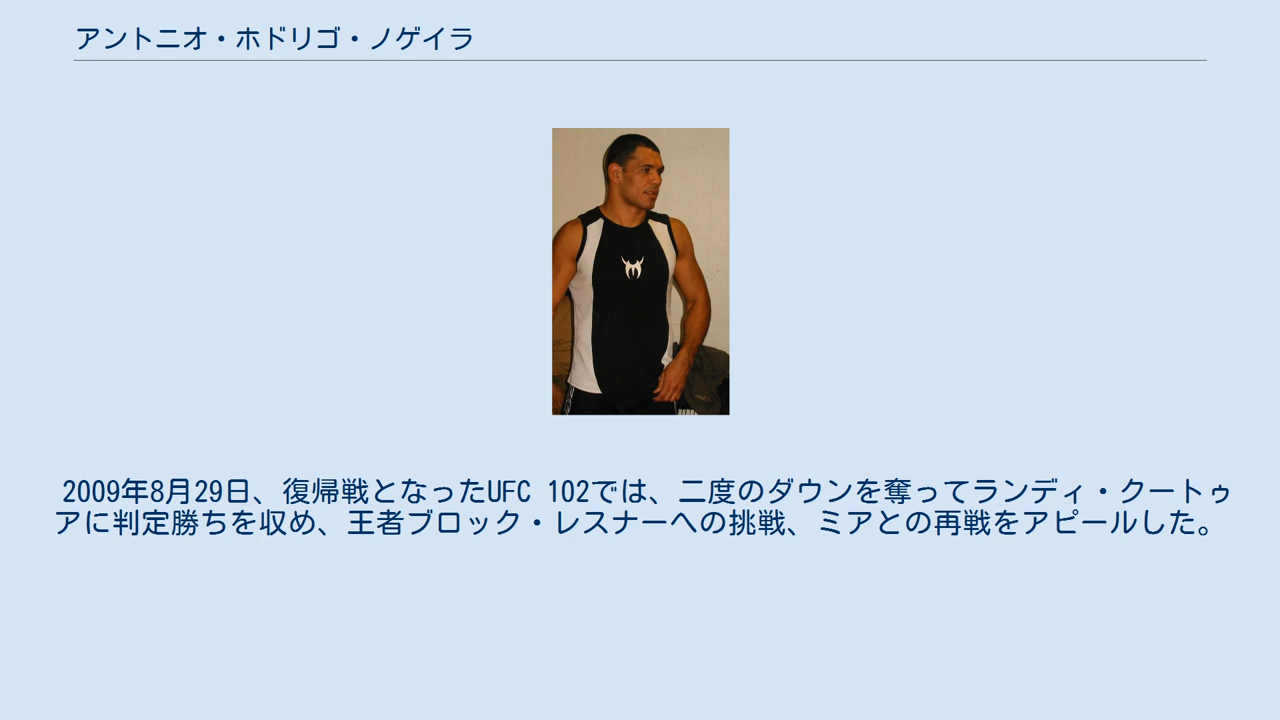 アントニオ・ホドリゴ・ノゲイラ
2009年8月29日、復帰戦となったUFC 102では、二度のダウンを奪ってランディ・クートゥ
アに判定勝ちを収め、王者ブロック・レスナーへの挑戦、ミアとの再戦をアピールした。